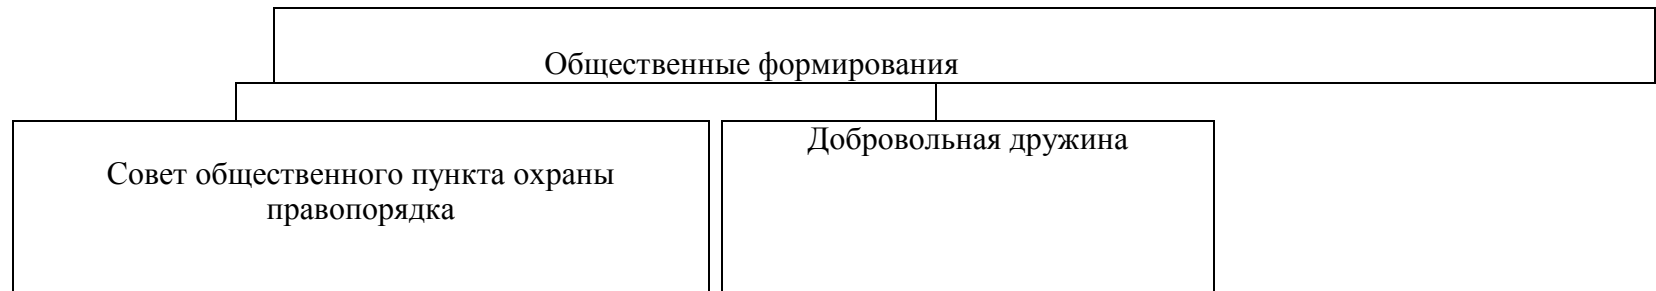 Общественные формирования
Добровольная дружина
Совет общественного пункта охраны
правопорядка